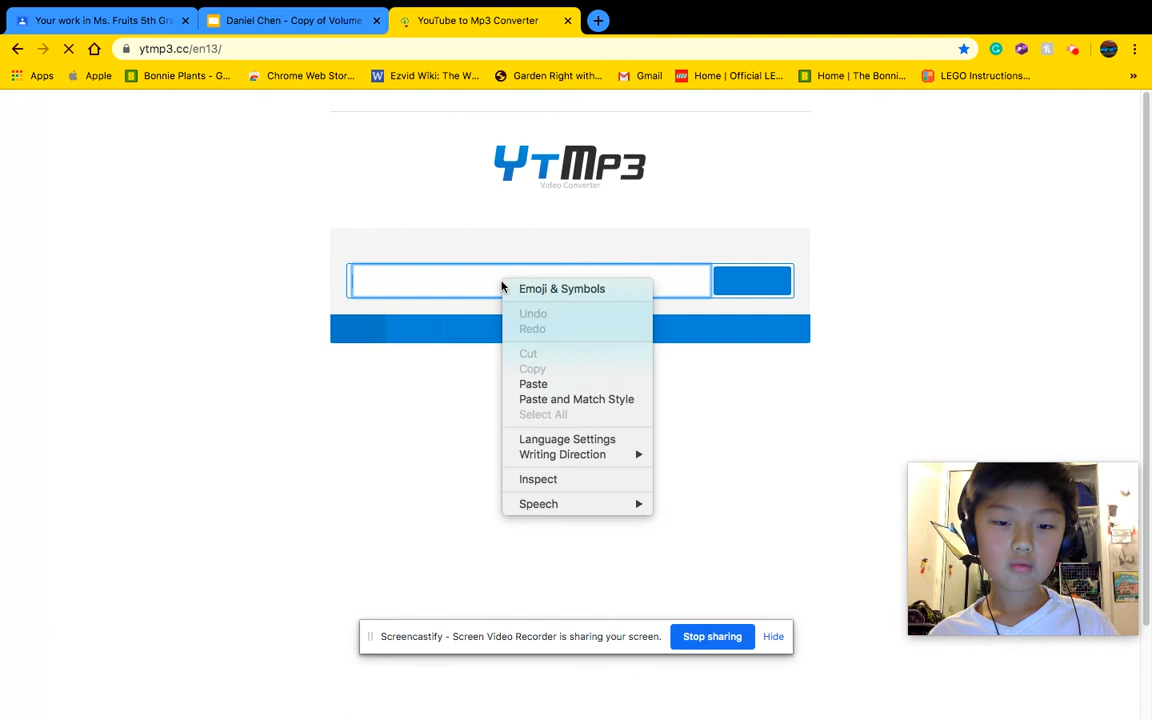 Your work in Ms. Fruits 5th Gra
Daniel Chen - Copy of Volume
YouTube to Mp3 Converter
ytmp3.cc/en13/
Apps
Apple
Bonnie Plants - G...
Chrome Web Stor...
Ezvid Wiki: The W...
Garden Right with...
Gmail
Home | Official LE...
Home | The Bonni...
LEGO Instructions...
YTMP3
Video Converter
Emoji & Symbols
Undo
Redo
Cut
Copy
Paste
Paste and Match Style
Select All
Language Settings
Writing Direction
Inspect
Speech
Screencastify - Screen Video Recorder is sharing your screen.
Stop sharing
Hide